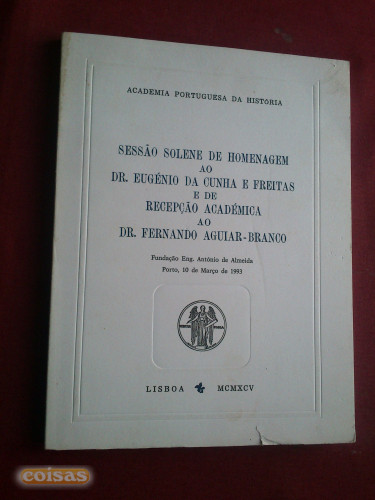 ACADEMIA PORTUGUESA DA HISTÓRIA
SESSÃO SOLENE DE HOMENAGEM
AO
DR. EUGÉNIO DA CUNHA E FREITAS
E DE
RECEPÇÃO ACADÉMICA
AO
DR. FERNANDO AGUIAR-BRANCO
Fundação Eng. António de Almeida
Porto, 10 de Março de 1993
LISBOA MCMXCV
coisas